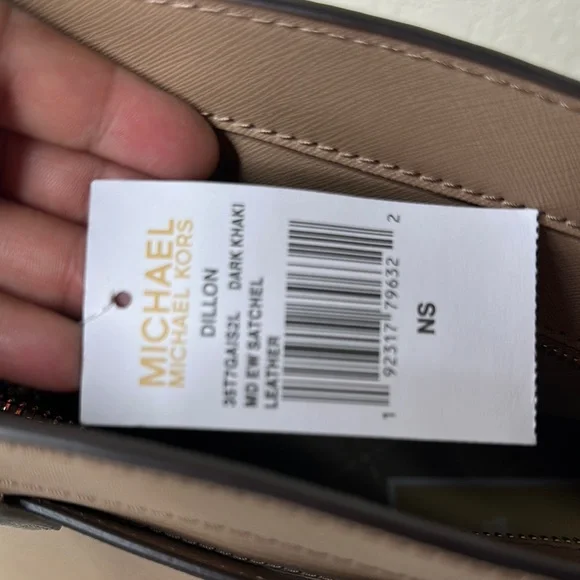 MICHAEL
MICHAEL KORS
DILLON
35T7GAIS2L DARK KHAKI
MD EW SATCHEL
LEATHER
1 92317 79632 2
NS